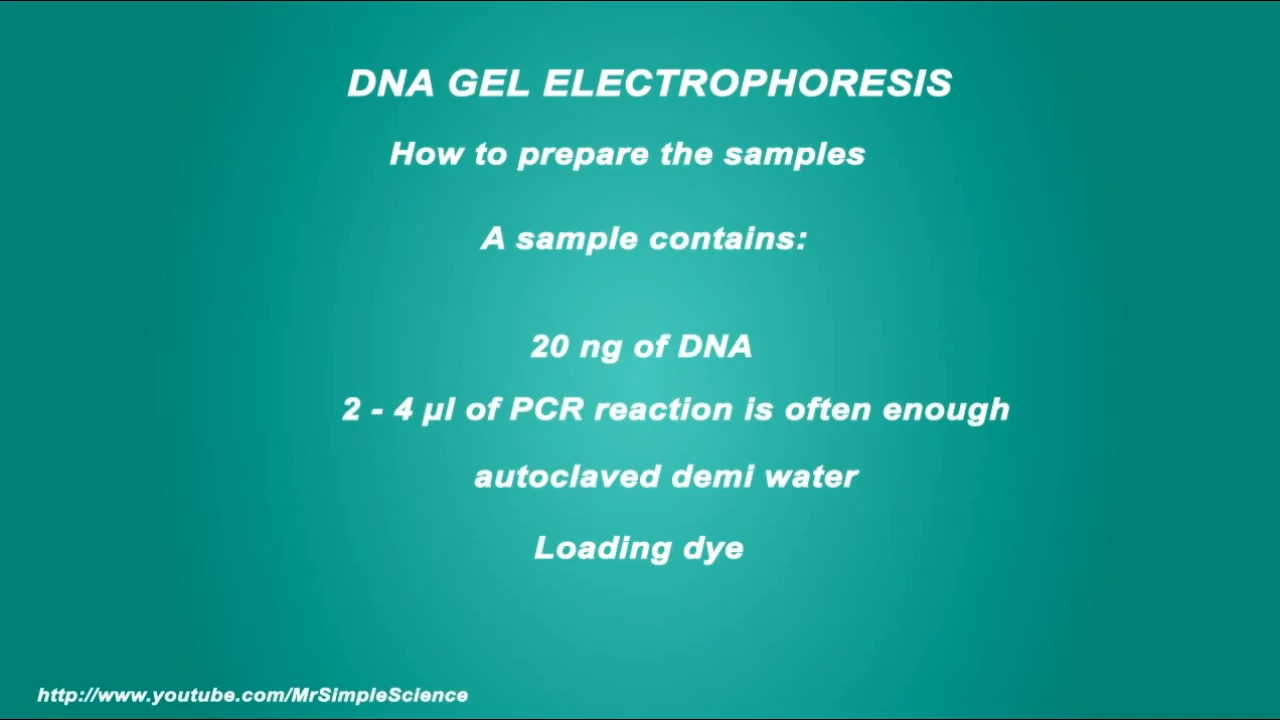 DNA GEL ELECTROPHORESIS
How to prepare the samples
A sample contains:
20 ng of DNA
2 - 4 µl of PCR reaction is often enough
autoclaved demi water
Loading dye
http://www.youtube.com/MrSimpleScience